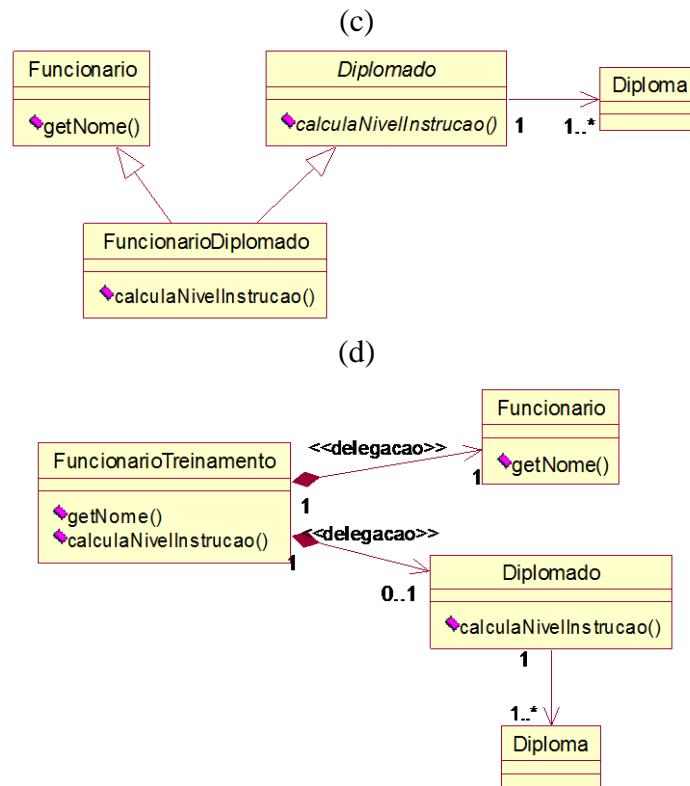 (c)
Funcionario
getNome()
Diplomado
calculaNivelInstrucao()
1
1..*
Diploma
FuncionarioDiplomado
calculaNivelInstrucao()
(d)
FuncionarioTreinamento
getNome()
calculaNivelInstrucao()
<<delegacao>>
1
1
Funcionario
getNome()
<<delegacao>>
1
0..1
Diplomado
calculaNivelInstrucao()
1
1..*
Diploma